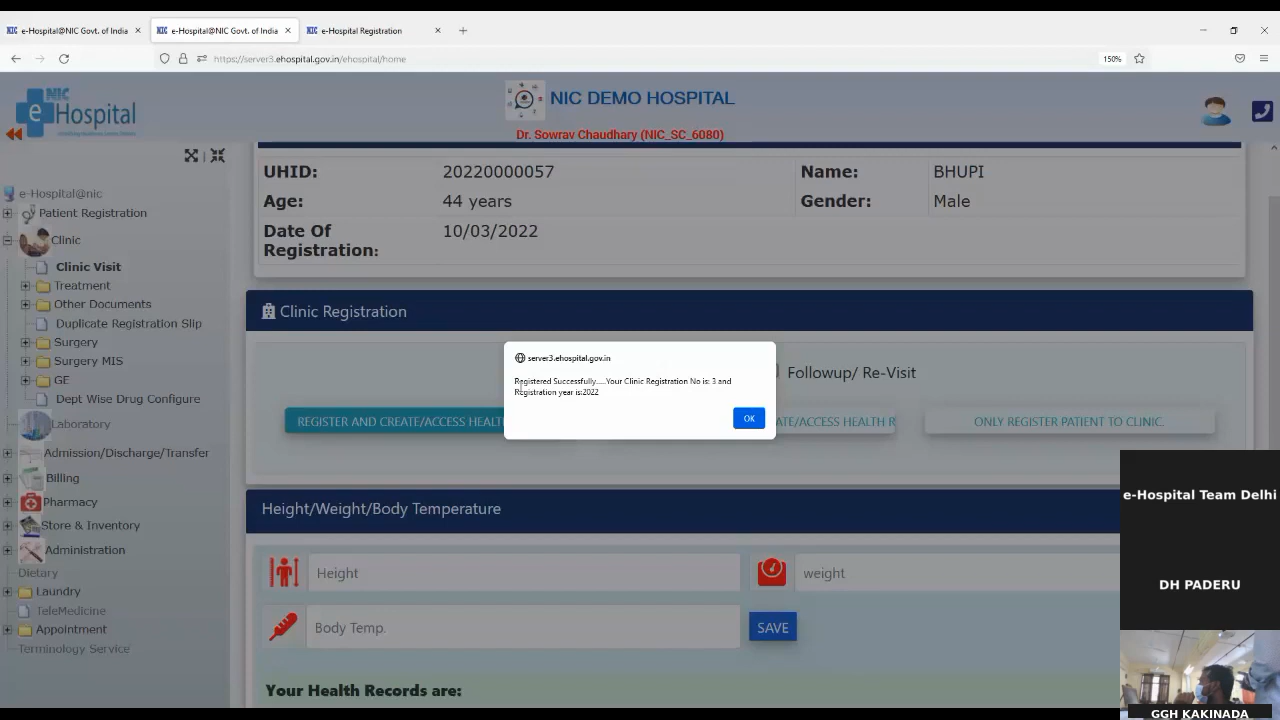 e-Hospital@NIC Govt. of India
e-Hospital@NIC Govt. of India
e-Hospital Registration
https://server3.ehospital.gov.in/ehospital/home
150%
NIC
e Hospital
NIC DEMO HOSPITAL
Dr. Sowrav Chaudhary (NIC_SC_6080)
e-Hospital@nic
Patient Registration
Clinic
Clinic Visit
Treatment
Other Documents
Duplicate Registration Slip
Surgery
Surgery MIS
GE
Dept Wise Drug Configure
Laboratory
Admission/Discharge/Transfer
Billing
Pharmacy
Store & Inventory
Administration
Dietary
Laundry
TeleMedicine
Appointment
Terminology Service
UHID: 20220000057 Name: BHUPI
Age: 44 years Gender: Male
Date Of 10/03/2022
Registration:
Clinic Registration
Followup/ Re-Visit
REGISTER AND CREATE/ACCESS HEALT
ATE/ACCESS HEALTH R
ONLY REGISTER PATIENT TO CLINIC
server3.ehospital.gov.in
Registered Successfully.....Your Clinic Registration No is: 3 and
Registration year is:2022
OK
Height/Weight/Body Temperature
Height weight
Body Temp. SAVE
Your Health Records are:
e-Hospital Team Delhi
DH PADERU
GGH KAKINADA